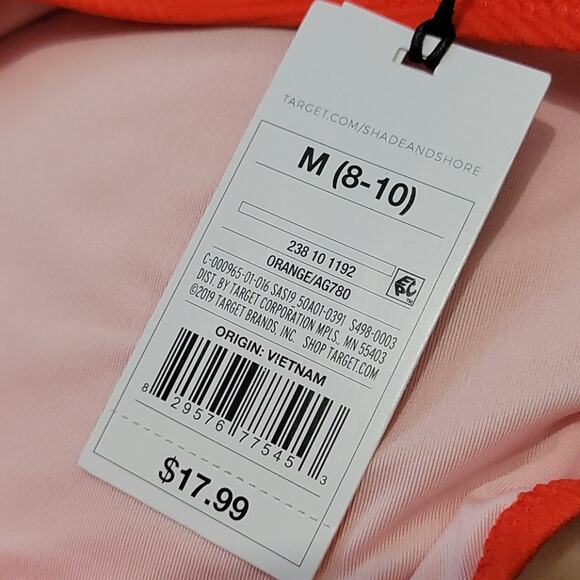 TARGET.COM/SHADEANDSHORE
M (8-10)
238 10 1192
ORANGE/AG780
C-000965-01-016 SAS19_50A01-0391 S498-0003
DIST. BY TARGET CORPORATION MPLS, MN 55403
©2019 TARGET BRANDS, INC. SHOP TARGET.COM
ORIGIN: VIETNAM
8 29576 77545 3
$17.99